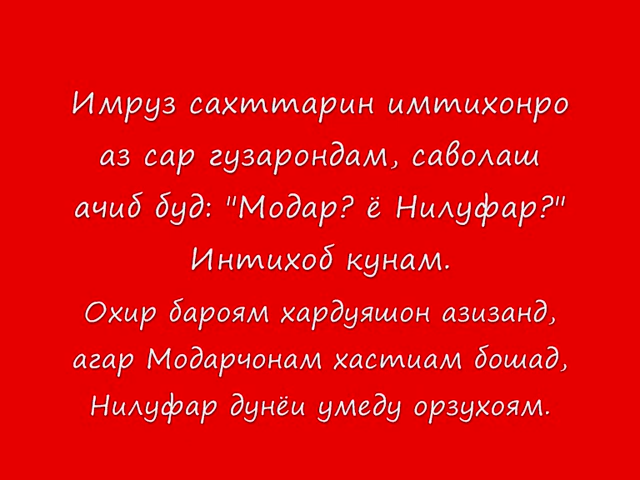 Имруз сахттарин имтихонро
аз сар гузарондам, саволаш
ачиб буд: "Модар? ё Нилуфар?"
Интихоб кунам.
Охир бароям хардуяшон азизанд,
агар Модарчонам хастиам бошад,
Нилуфар дунёи умеду орзухоям.